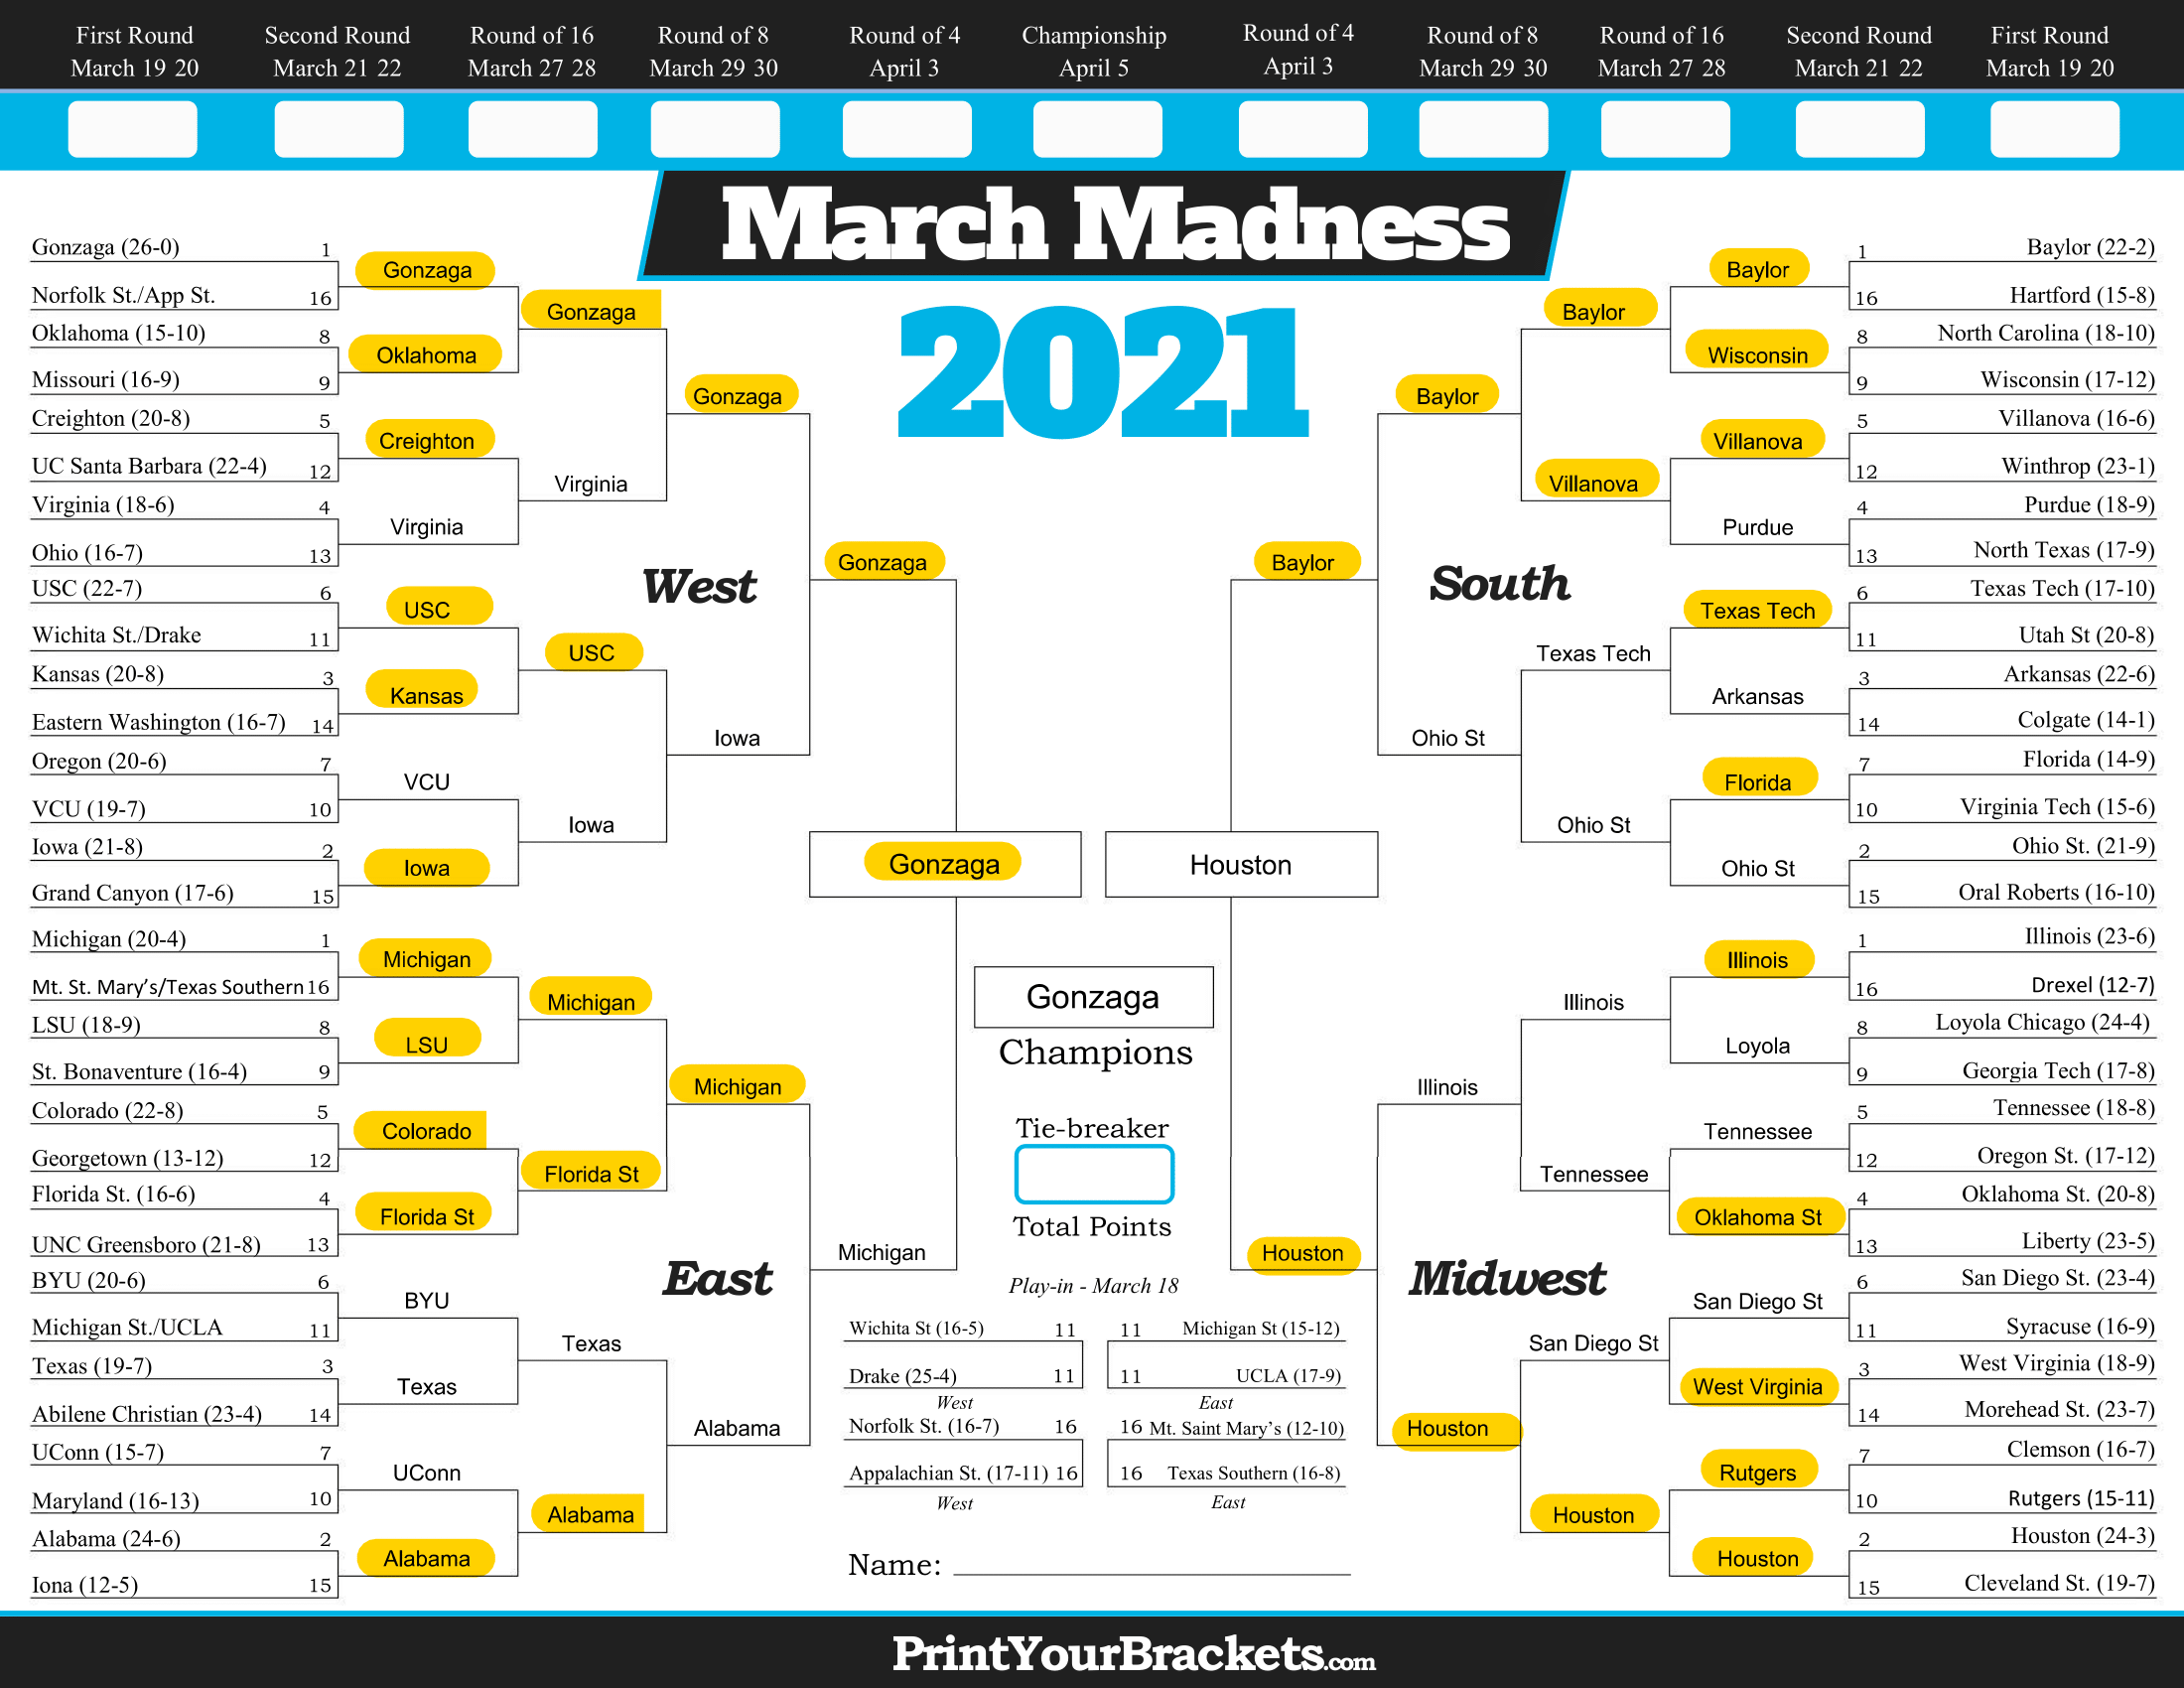 First Round
March 19 20
Second Round
March 21 22
Round of 16
March 27 28
Round of 8
March 29 30
Round of 4
April 3
Championship
April 5
Round of 4
April 3
Round of 8
March 29 30
Round of 16
March 27 28
Second Round
March 21 22
First Round
March 19 20
March Madness
2021
Gonzaga (26-0) 1
Norfolk St./App St. 16
Oklahoma (15-10) 8
Missouri (16-9) 9
Creighton (20-8) 5
UC Santa Barbara (22-4) 12
Virginia (18-6) 4
Ohio (16-7) 13
USC (22-7) 6
Wichita St./Drake 11
Kansas (20-8) 3
Eastern Washington (16-7) 14
Oregon (20-6) 7
VCU (19-7) 10
Iowa (21-8) 2
Grand Canyon (17-6) 15
Gonzaga
Oklahoma
Creighton
Virginia
USC
Kansas
VCU
Iowa
Gonzaga
Virginia
USC
Iowa
Gonzaga
Iowa
West
Gonzaga
Michigan (20-4) 1
Mt. St. Mary's/Texas Southern 16
LSU (18-9) 8
St. Bonaventure (16-4) 9
Colorado (22-8) 5
Georgetown (13-12) 12
Florida St. (16-6) 4
UNC Greensboro (21-8) 13
BYU (20-6) 6
Michigan St./UCLA 11
Texas (19-7) 3
Abilene Christian (23-4) 14
UConn (15-7) 7
Maryland (16-13) 10
Alabama (24-6) 2
Iona (12-5) 15
Michigan
LSU
Colorado
Florida St
BYU
Texas
UConn
Alabama
Michigan
Florida St
Texas
Alabama
Michigan
Alabama
East
Michigan
Gonzaga
Houston
Gonzaga
Champions
Tie-breaker
Total Points
Play-in - March 18
Wichita St (16-5) 11
Drake (25-4) 11
West
11 Michigan St (15-12)
11 UCLA (17-9)
East
Norfolk St. (16-7) 16
Appalachian St. (17-11) 16
West
16 Mt. Saint Mary's (12-10)
16 Texas Southern (16-8)
East
Name:
Baylor
South
Baylor
Ohio St
Baylor
Villanova
Texas Tech
Ohio St
Baylor
Wisconsin
Villanova
Purdue
Texas Tech
Arkansas
Florida
Ohio St
1 Baylor (22-2)
16 Hartford (15-8)
8 North Carolina (18-10)
9 Wisconsin (17-12)
5 Villanova (16-6)
12 Winthrop (23-1)
4 Purdue (18-9)
13 North Texas (17-9)
6 Texas Tech (17-10)
11 Utah St (20-8)
3 Arkansas (22-6)
14 Colgate (14-1)
7 Florida (14-9)
10 Virginia Tech (15-6)
2 Ohio St. (21-9)
15 Oral Roberts (16-10)
Houston
Midwest
Illinois
Houston
Illinois
Tennessee
San Diego St
Houston
Illinois
Loyola
Tennessee
Oklahoma St
San Diego St
West Virginia
Rutgers
Houston
1 Illinois (23-6)
16 Drexel (12-7)
8 Loyola Chicago (24-4)
9 Georgia Tech (17-8)
5 Tennessee (18-8)
12 Oregon St. (17-12)
4 Oklahoma St. (20-8)
13 Liberty (23-5)
6 San Diego St. (23-4)
11 Syracuse (16-9)
3 West Virginia (18-9)
14 Morehead St. (23-7)
7 Clemson (16-7)
10 Rutgers (15-11)
2 Houston (24-3)
15 Cleveland St. (19-7)
PrintYourBrackets.com